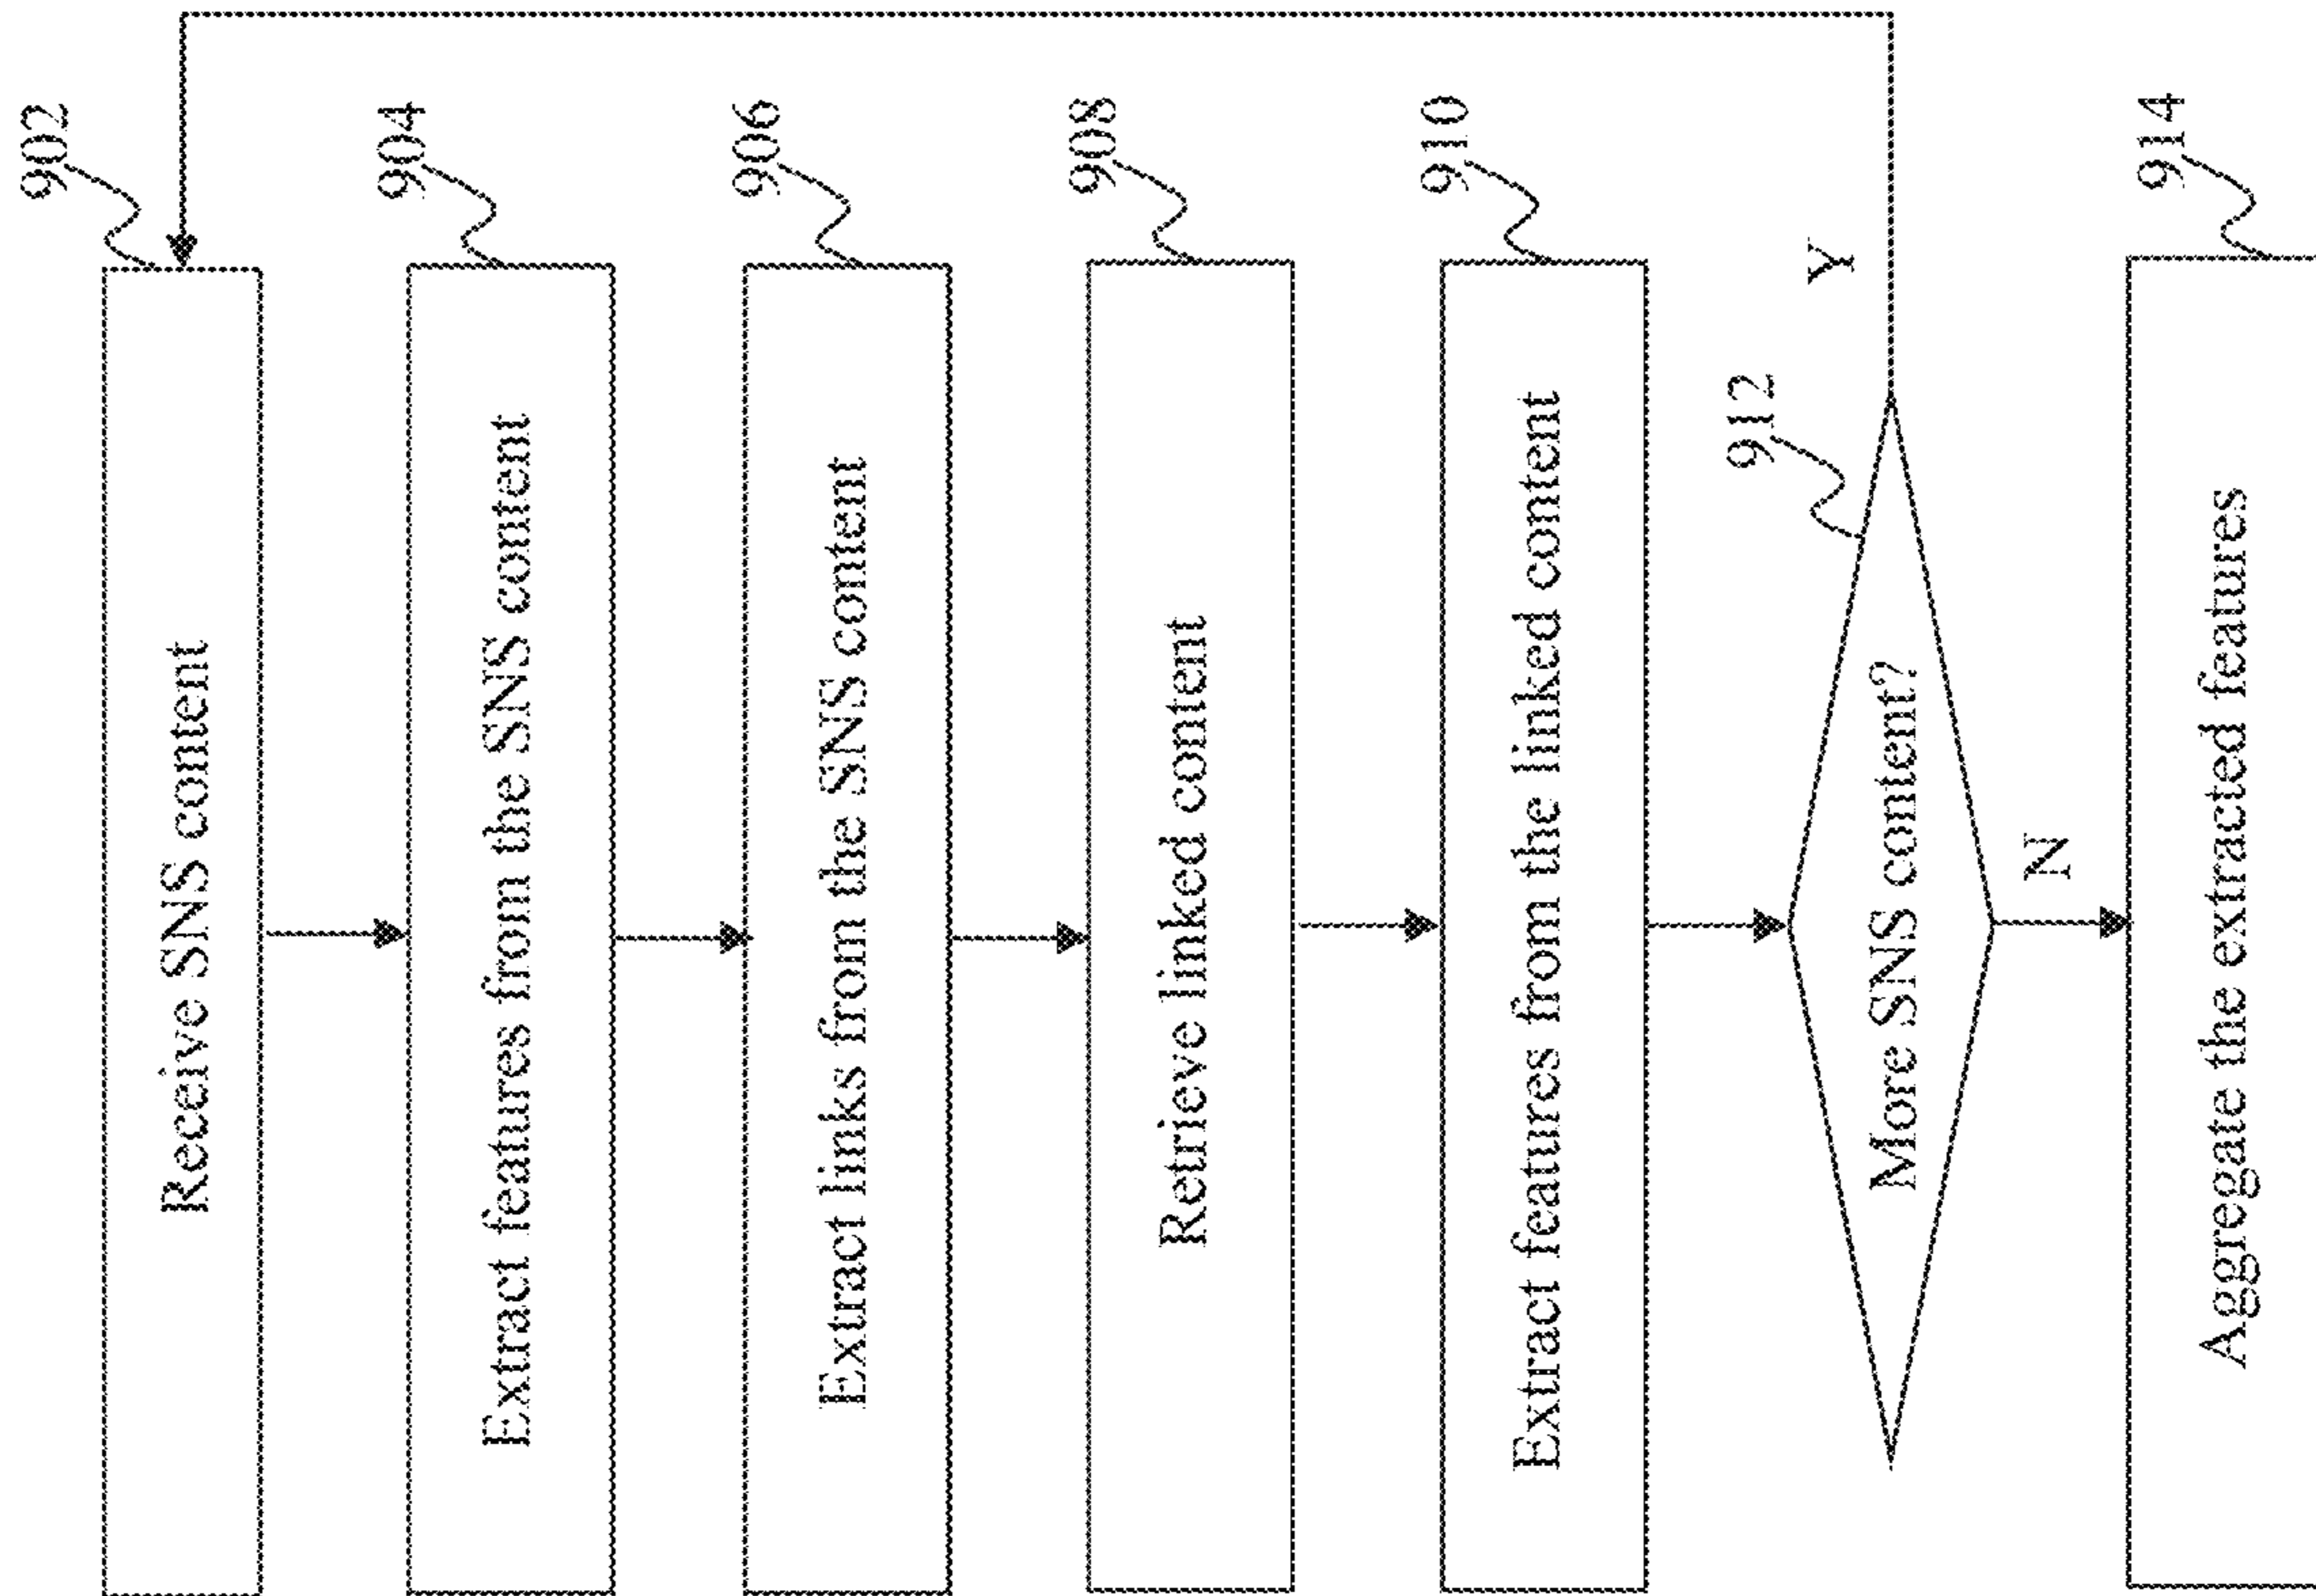 902
Receive SNS content
904
Extract features from the SNS content
906
Extract links from the SNS content
908
Retrieve linked content
910
Extract features from the linked content
912
More SNS content?
Y
N
914
Aggregate the extracted features